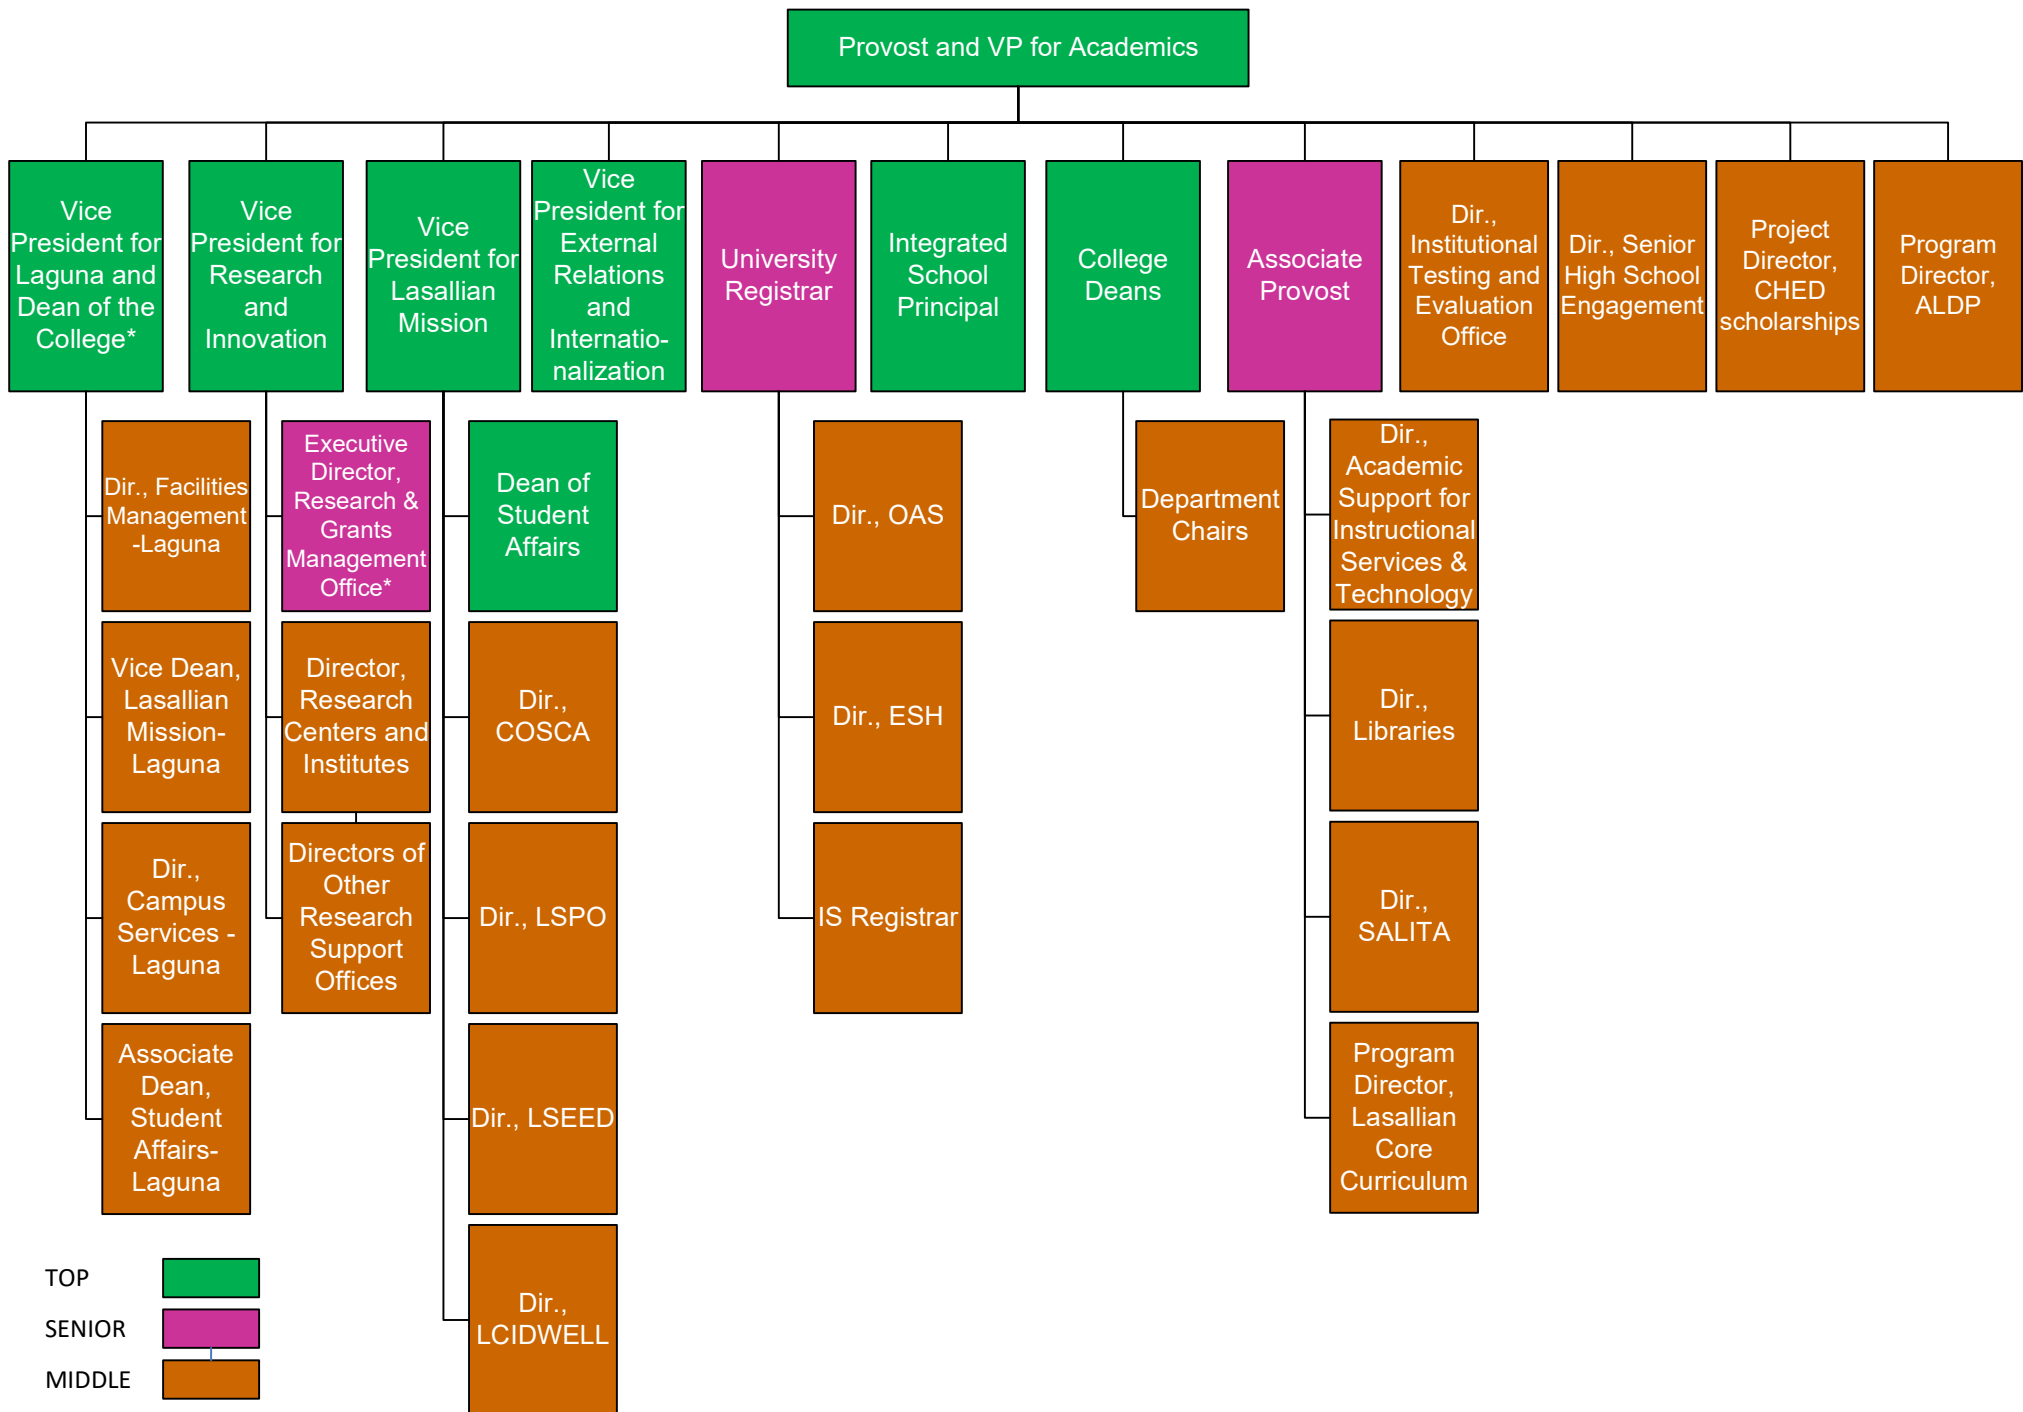 Provost and VP for Academics
Vice
President for
Laguna and
Dean of the
College*
Vice
President for
Research
and
Innovation
Vice
President for
Lasallian
Mission
Vice
President for
External
Relations
and
Internatio-
nalization
University
Registrar
Integrated
School
Principal
College
Deans
Associate
Provost
Dir.,
Institutional
Testing and
Evaluation
Office
Dir., Senior
High School
Engagement
Project
Director,
CHED
scholarships
Program
Director,
ALDP
Dir., Facilities
Management
-Laguna
Vice Dean,
Lasallian
Mission-
Laguna
Dir.,
Campus
Services -
Laguna
Associate
Dean,
Student
Affairs-
Laguna
Executive
Director,
Research &
Grants
Management
Office*
Director,
Research
Centers and
Institutes
Directors of
Other
Research
Support
Offices
Dean of
Student
Affairs
Dir.,
COSCA
Dir., LSPO
Dir., LSEED
Dir.,
LCIDWELL
Dir., OAS
Dir., ESH
IS Registrar
Department
Chairs
Dir.,
Academic
Support for
Instructional
Services &
Technology
Dir.,
Libraries
Dir.,
SALITA
Program
Director,
Lasallian
Core
Curriculum
TOP
SENIOR
MIDDLE